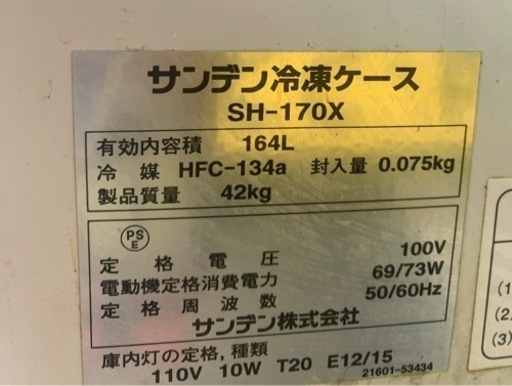 サンデン冷凍ケース
SH-170X
有効内容積 164L
冷媒 HFC-134a 封入量 0.075kg
製品質量 42kg
PS
E
定格電圧 100V
電動機定格消費電力 69/73W
定格周波数 50/60Hz
サンデン株式会社
庫内灯の定格,種類
110V 10W T20 E12/15
21601-53434
(1
(2.
(3)